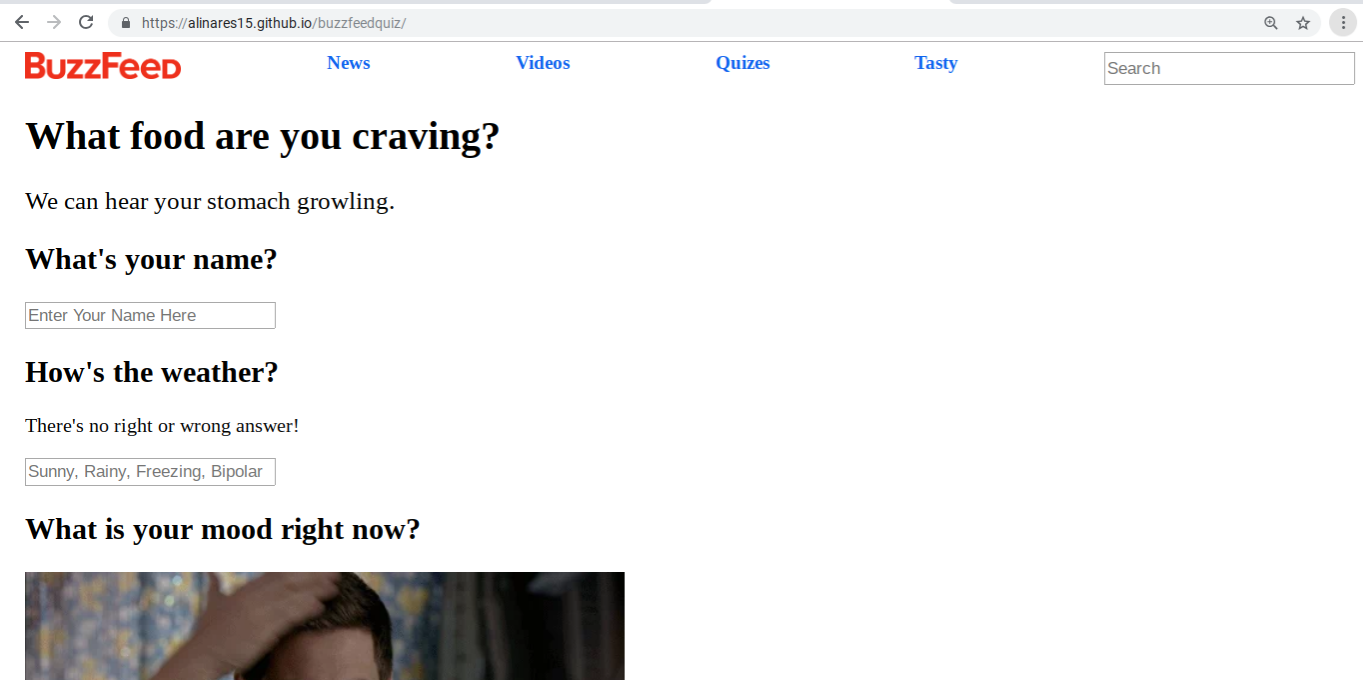 https://alinares15.github.io/buzzfeedquiz/
BuzzFeed News Videos Quizes Tasty Search
What food are you craving?
We can hear your stomach growling.
What's your name?
Enter Your Name Here
How's the weather?
There's no right or wrong answer!
Sunny, Rainy, Freezing, Bipolar
What is your mood right now?